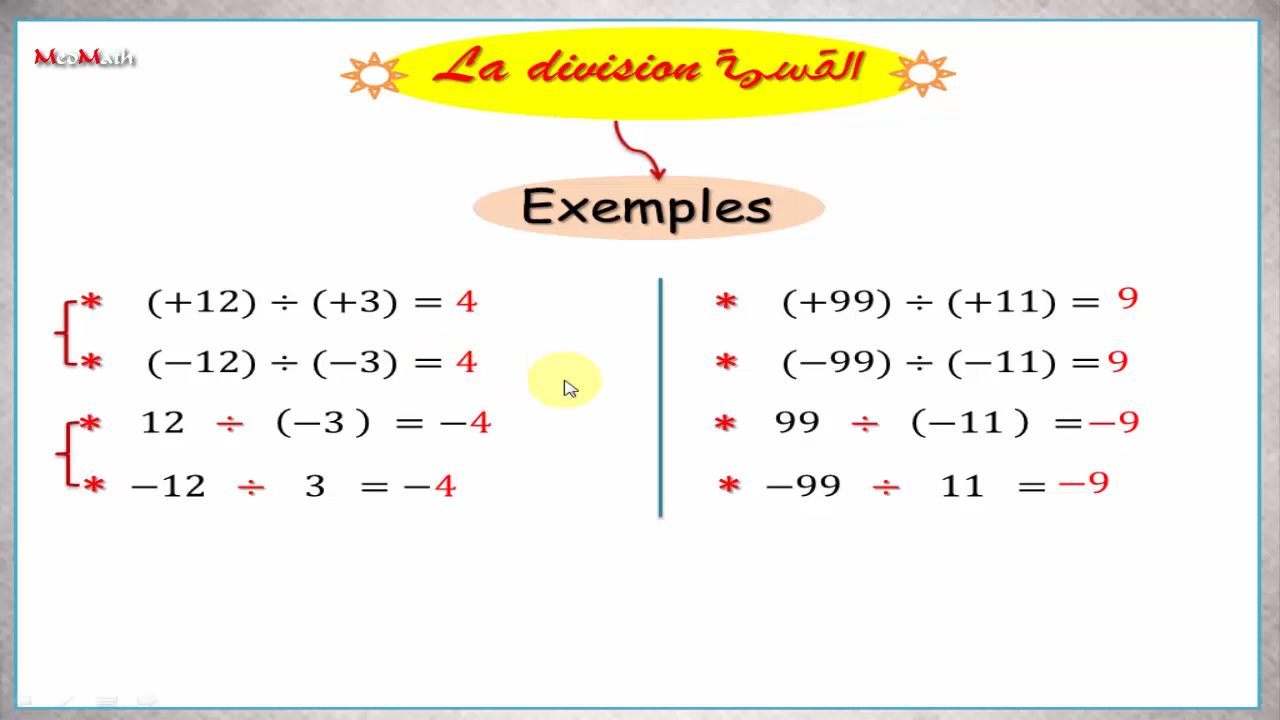 MedMath
La division القسمة
Exemples
* (+12) ÷ (+3) = 4
* (−12) ÷ (−3) = 4
* 12 ÷ (−3 ) = −4
* −12 ÷ 3 = −4
* (+99) ÷ (+11) = 9
* (−99) ÷ (−11) = 9
* 99 ÷ (−11 ) = −9
* −99 ÷ 11 = −9